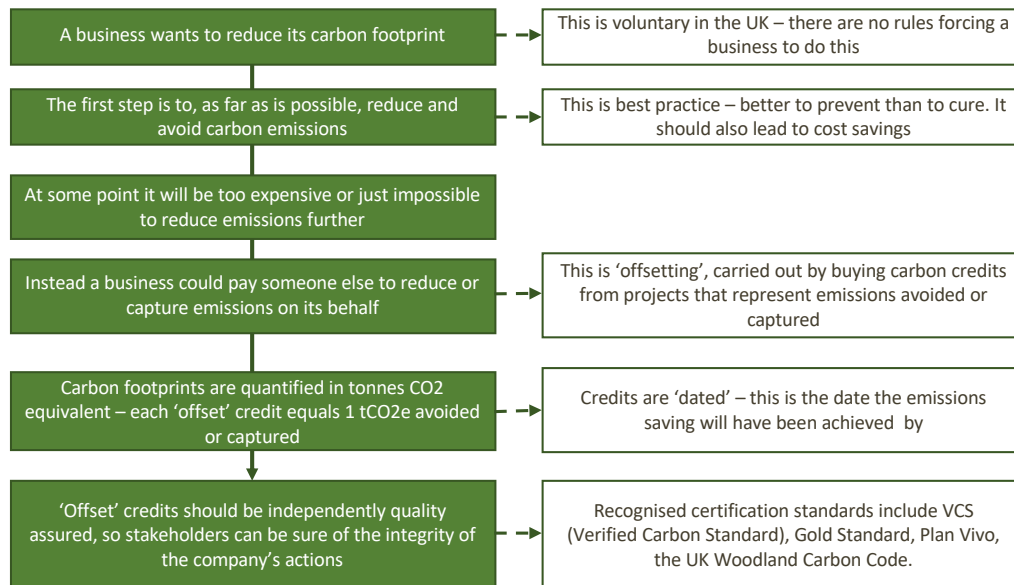 A business wants to reduce its carbon footprint
This is voluntary in the UK – there are no rules forcing a
business to do this
The first step is to, as far as is possible, reduce and
avoid carbon emissions
This is best practice – better to prevent than to cure. It
should also lead to cost savings
At some point it will be too expensive or just impossible
to reduce emissions further
Instead a business could pay someone else to reduce or
capture emissions on its behalf
This is ‘offsetting’, carried out by buying carbon credits
from projects that represent emissions avoided or
captured
Carbon footprints are quantified in tonnes CO2
equivalent – each ‘offset’ credit equals 1 tCO2e avoided
or captured
Credits are ‘dated’ – this is the date the emissions
saving will have been achieved by
‘Offset’ credits should be independently quality
assured, so stakeholders can be sure of the integrity of
the company’s actions
Recognised certification standards include VCS
(Verified Carbon Standard), Gold Standard, Plan Vivo,
the UK Woodland Carbon Code.